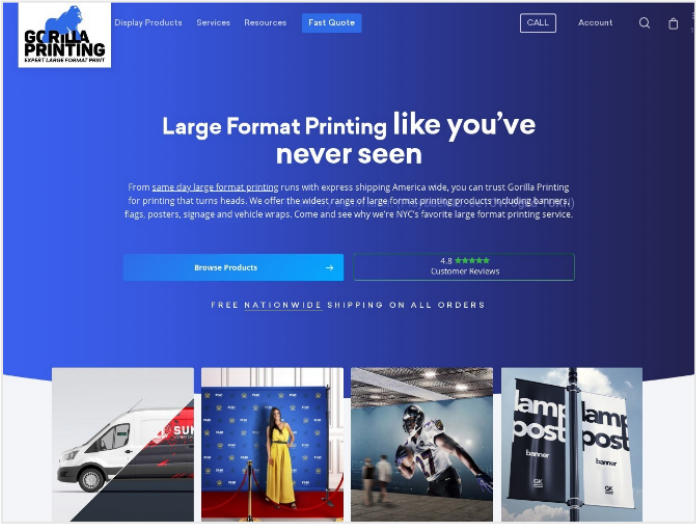 GORILLA
PRINTING
EXPERT LARGE FORMAT PRINT
Display Products
Services
Resources
Fast Quote
CALL
Account
Large Format Printing like you've
never seen
From same day large format printing runs with express shipping America wide, you can trust Gorilla Printing
for printing that turns heads. We offer the widest range of large format printing products including banners,
flags, posters, signage and vehicle wraps. Come and see why we're NYC's favorite large format printing service.
Browse Products →
4.8 ★★★★★
Customer Reviews
FREE NATIONWIDE SHIPPING ON ALL ORDERS
SUN
lamp
post
banner
GK
lamp
post
banner
GK